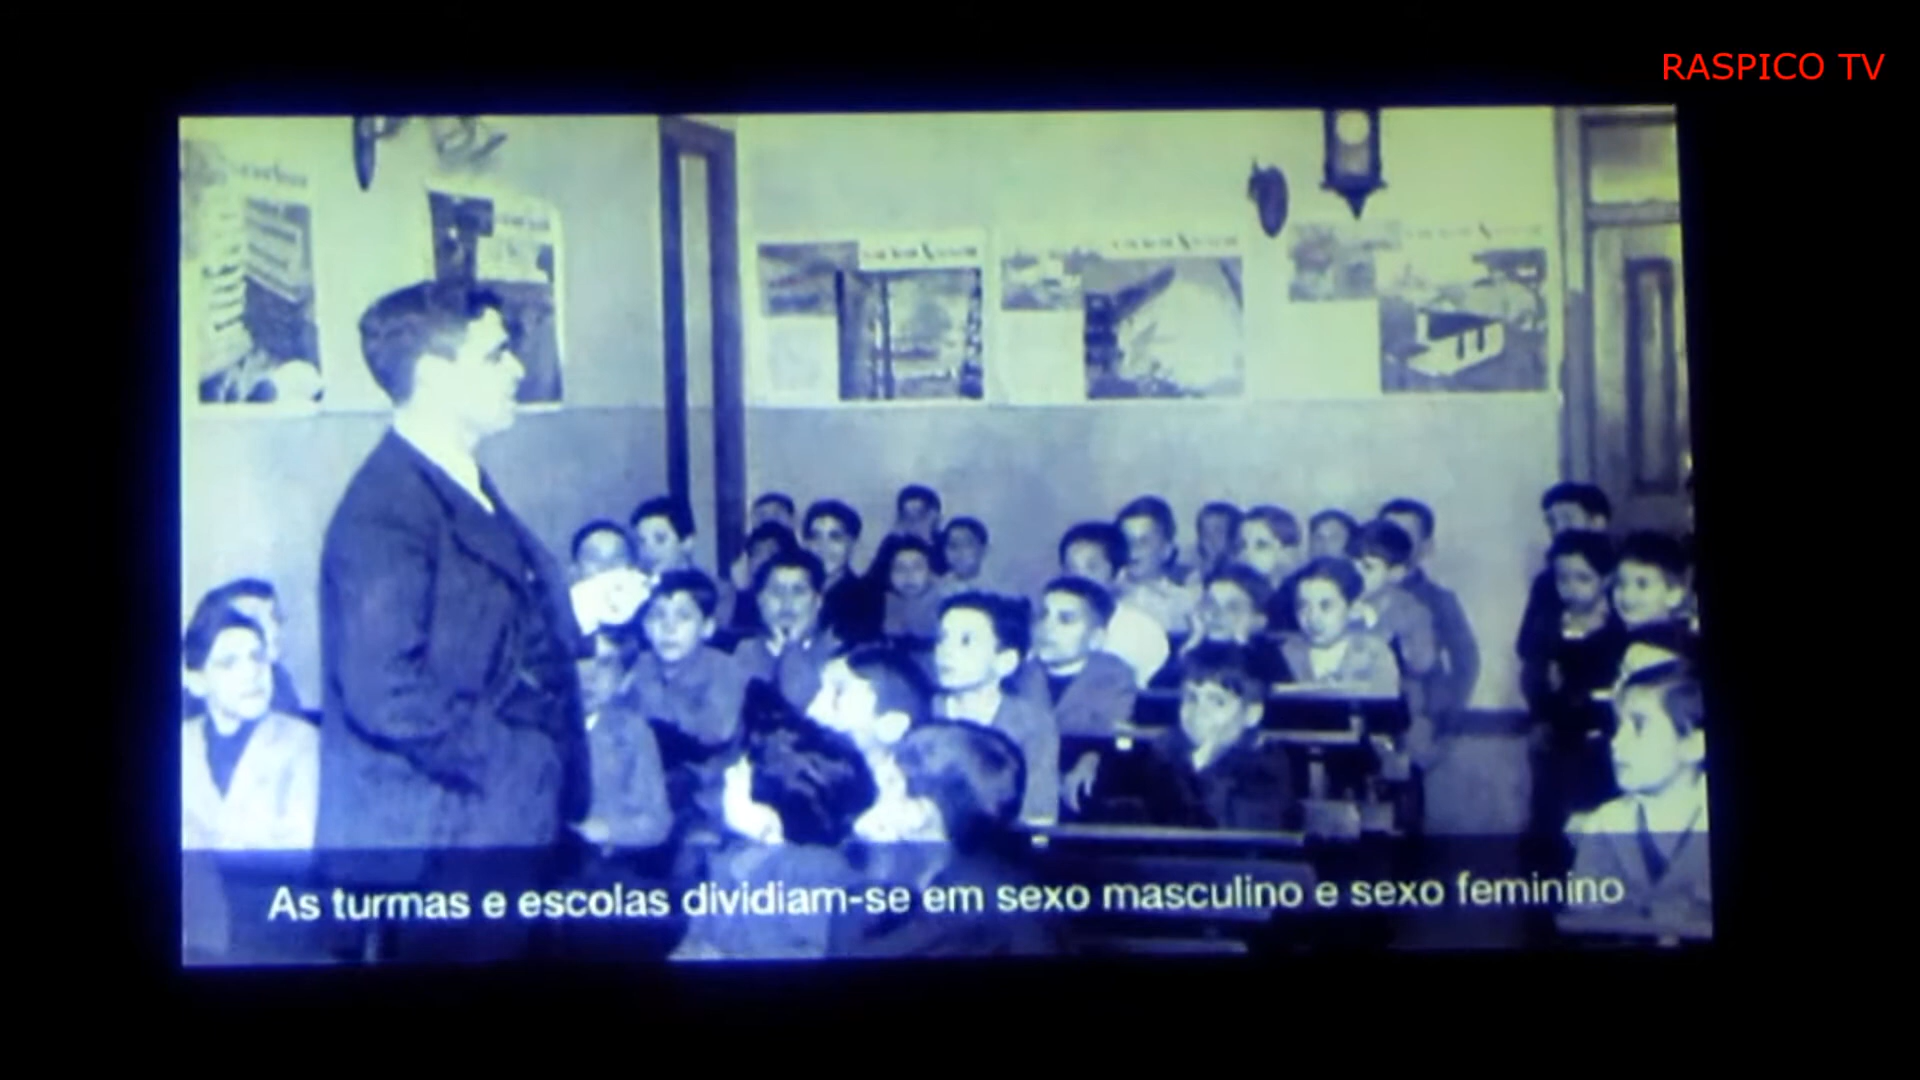 RASPICO TV
As turmas e escolas dividiam-se em sexo masculino e sexo feminino